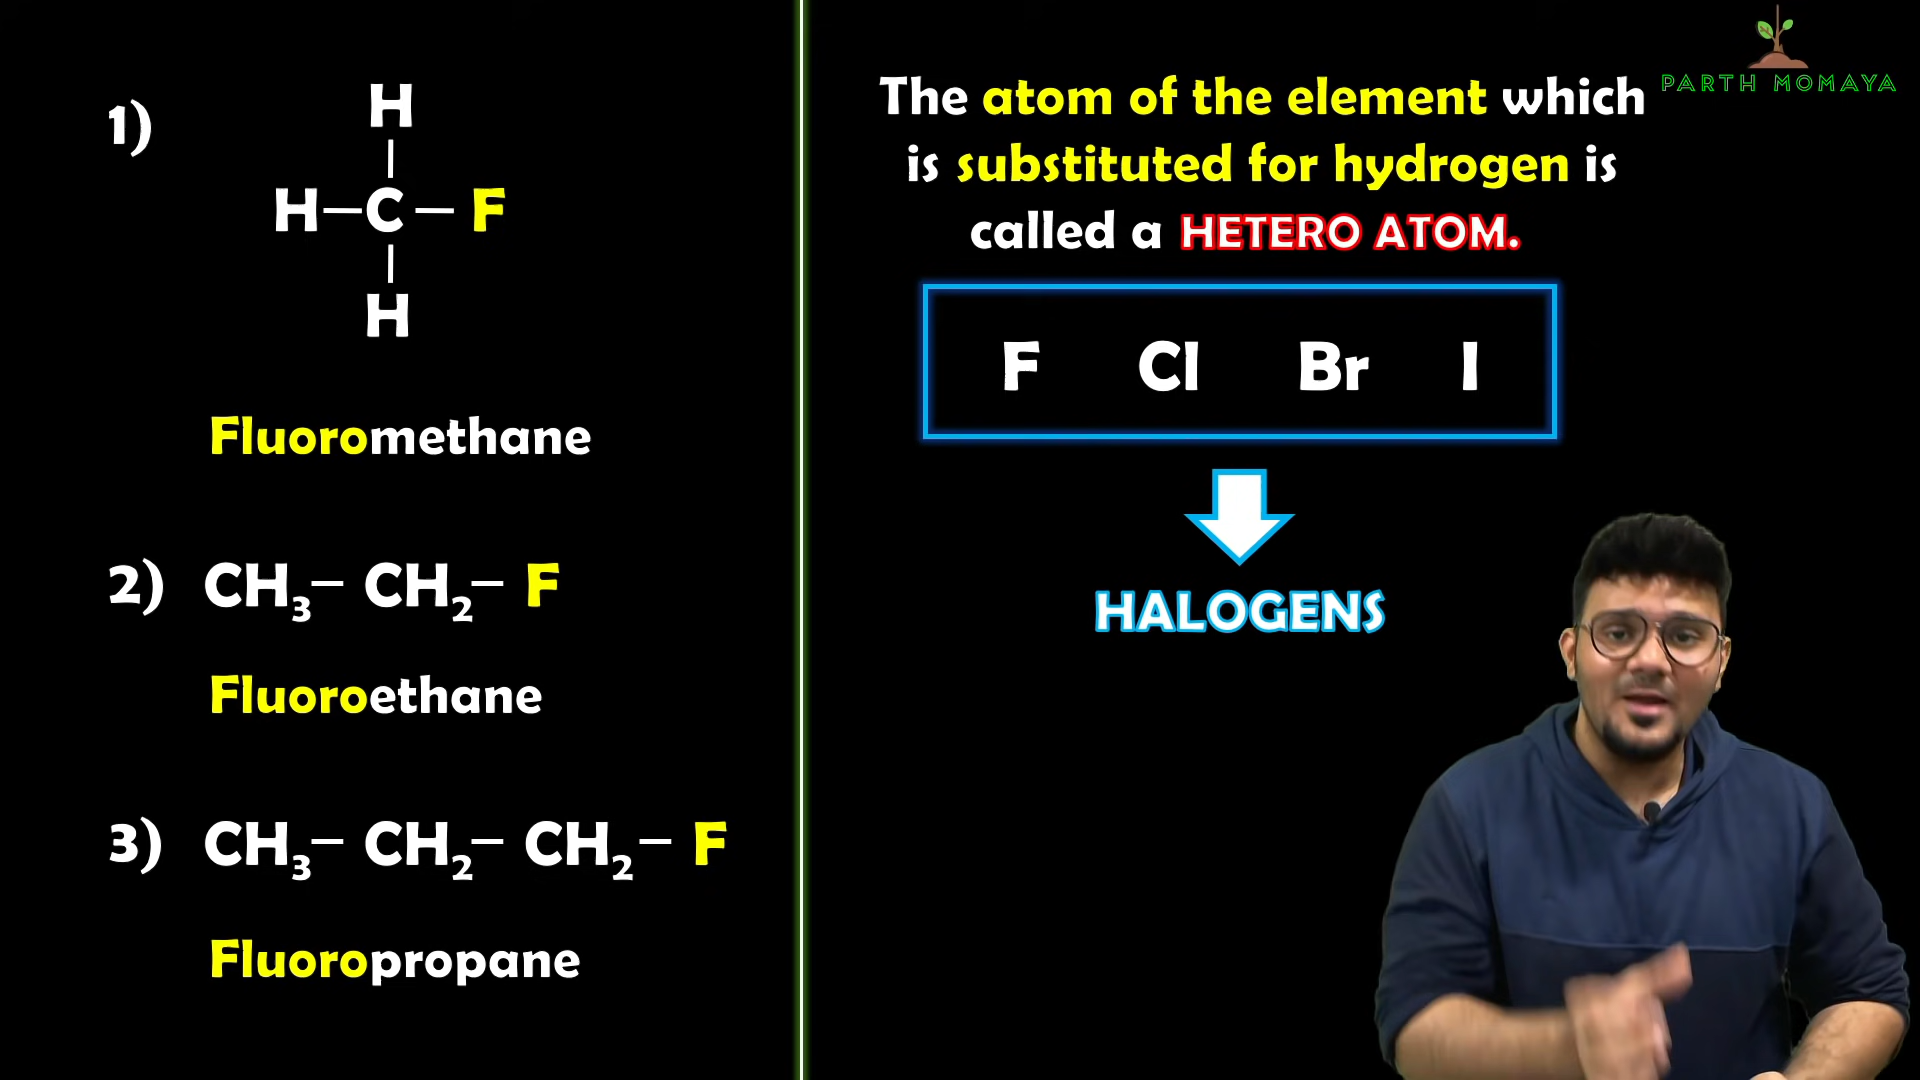 1)
H
H – C – F
H
Fluoromethane
2) CH₃ – CH₂ – F
Fluoroethane
3) CH₃ – CH₂ – CH₂ – F
Fluoropropane
PARTH MOMAYA
The atom of the element which
is substituted for hydrogen is
called a HETERO ATOM.
F Cl Br I
HALOGENS